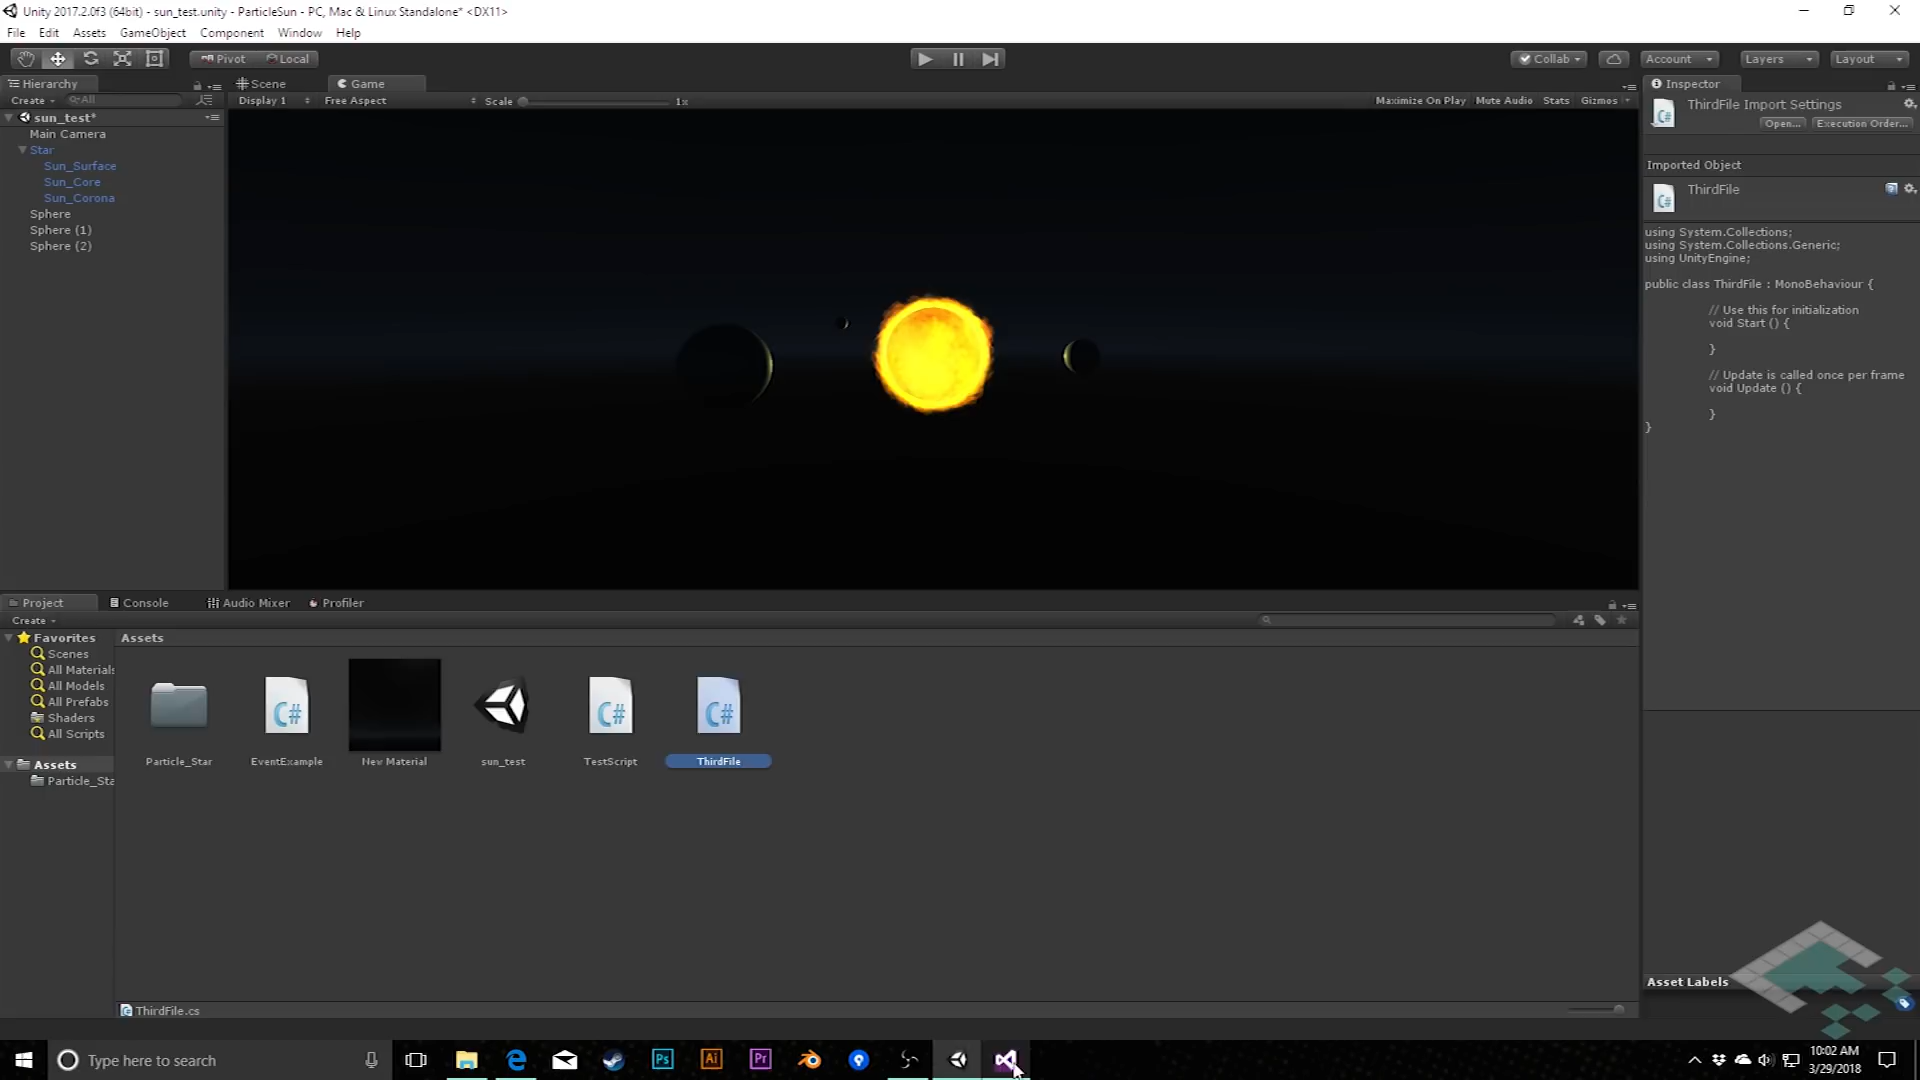 Unity 2017.2.0f3 (64bit) - sun_test.unity - ParticleSun - PC, Mac & Linux Standalone* <DX11>
File Edit Assets GameObject Component Window Help
Pivot Local Collab Account Layers Layout
Hierarchy
Create All
sun_test*
Main Camera
Star
Sun_Surface
Sun_Core
Sun_Corona
Sphere
Sphere (1)
Sphere (2)
Scene Game
Display 1 Free Aspect Scale 1x Maximize On Play Mute Audio Stats Gizmos
Inspector
ThirdFile Import Settings
Open... Execution Order...
Imported Object
ThirdFile
C#
C#
using System.Collections;
using System.Collections.Generic;
using UnityEngine;
public class ThirdFile : MonoBehaviour {
// Use this for initialization
void Start () {
}
// Update is called once per frame
void Update () {
}
}
Project Console Audio Mixer Profiler
Create
Favorites
Scenes
All Materials
All Models
All Prefabs
Shaders
All Scripts
Assets
Particle_Sta
Assets
C# C# C#
Particle_Star EventExample New Material sun_test TestScript ThirdFile
ThirdFile.cs
Asset Labels
Type here to search
Ps Ai Pr
10:02 AM
3/29/2018